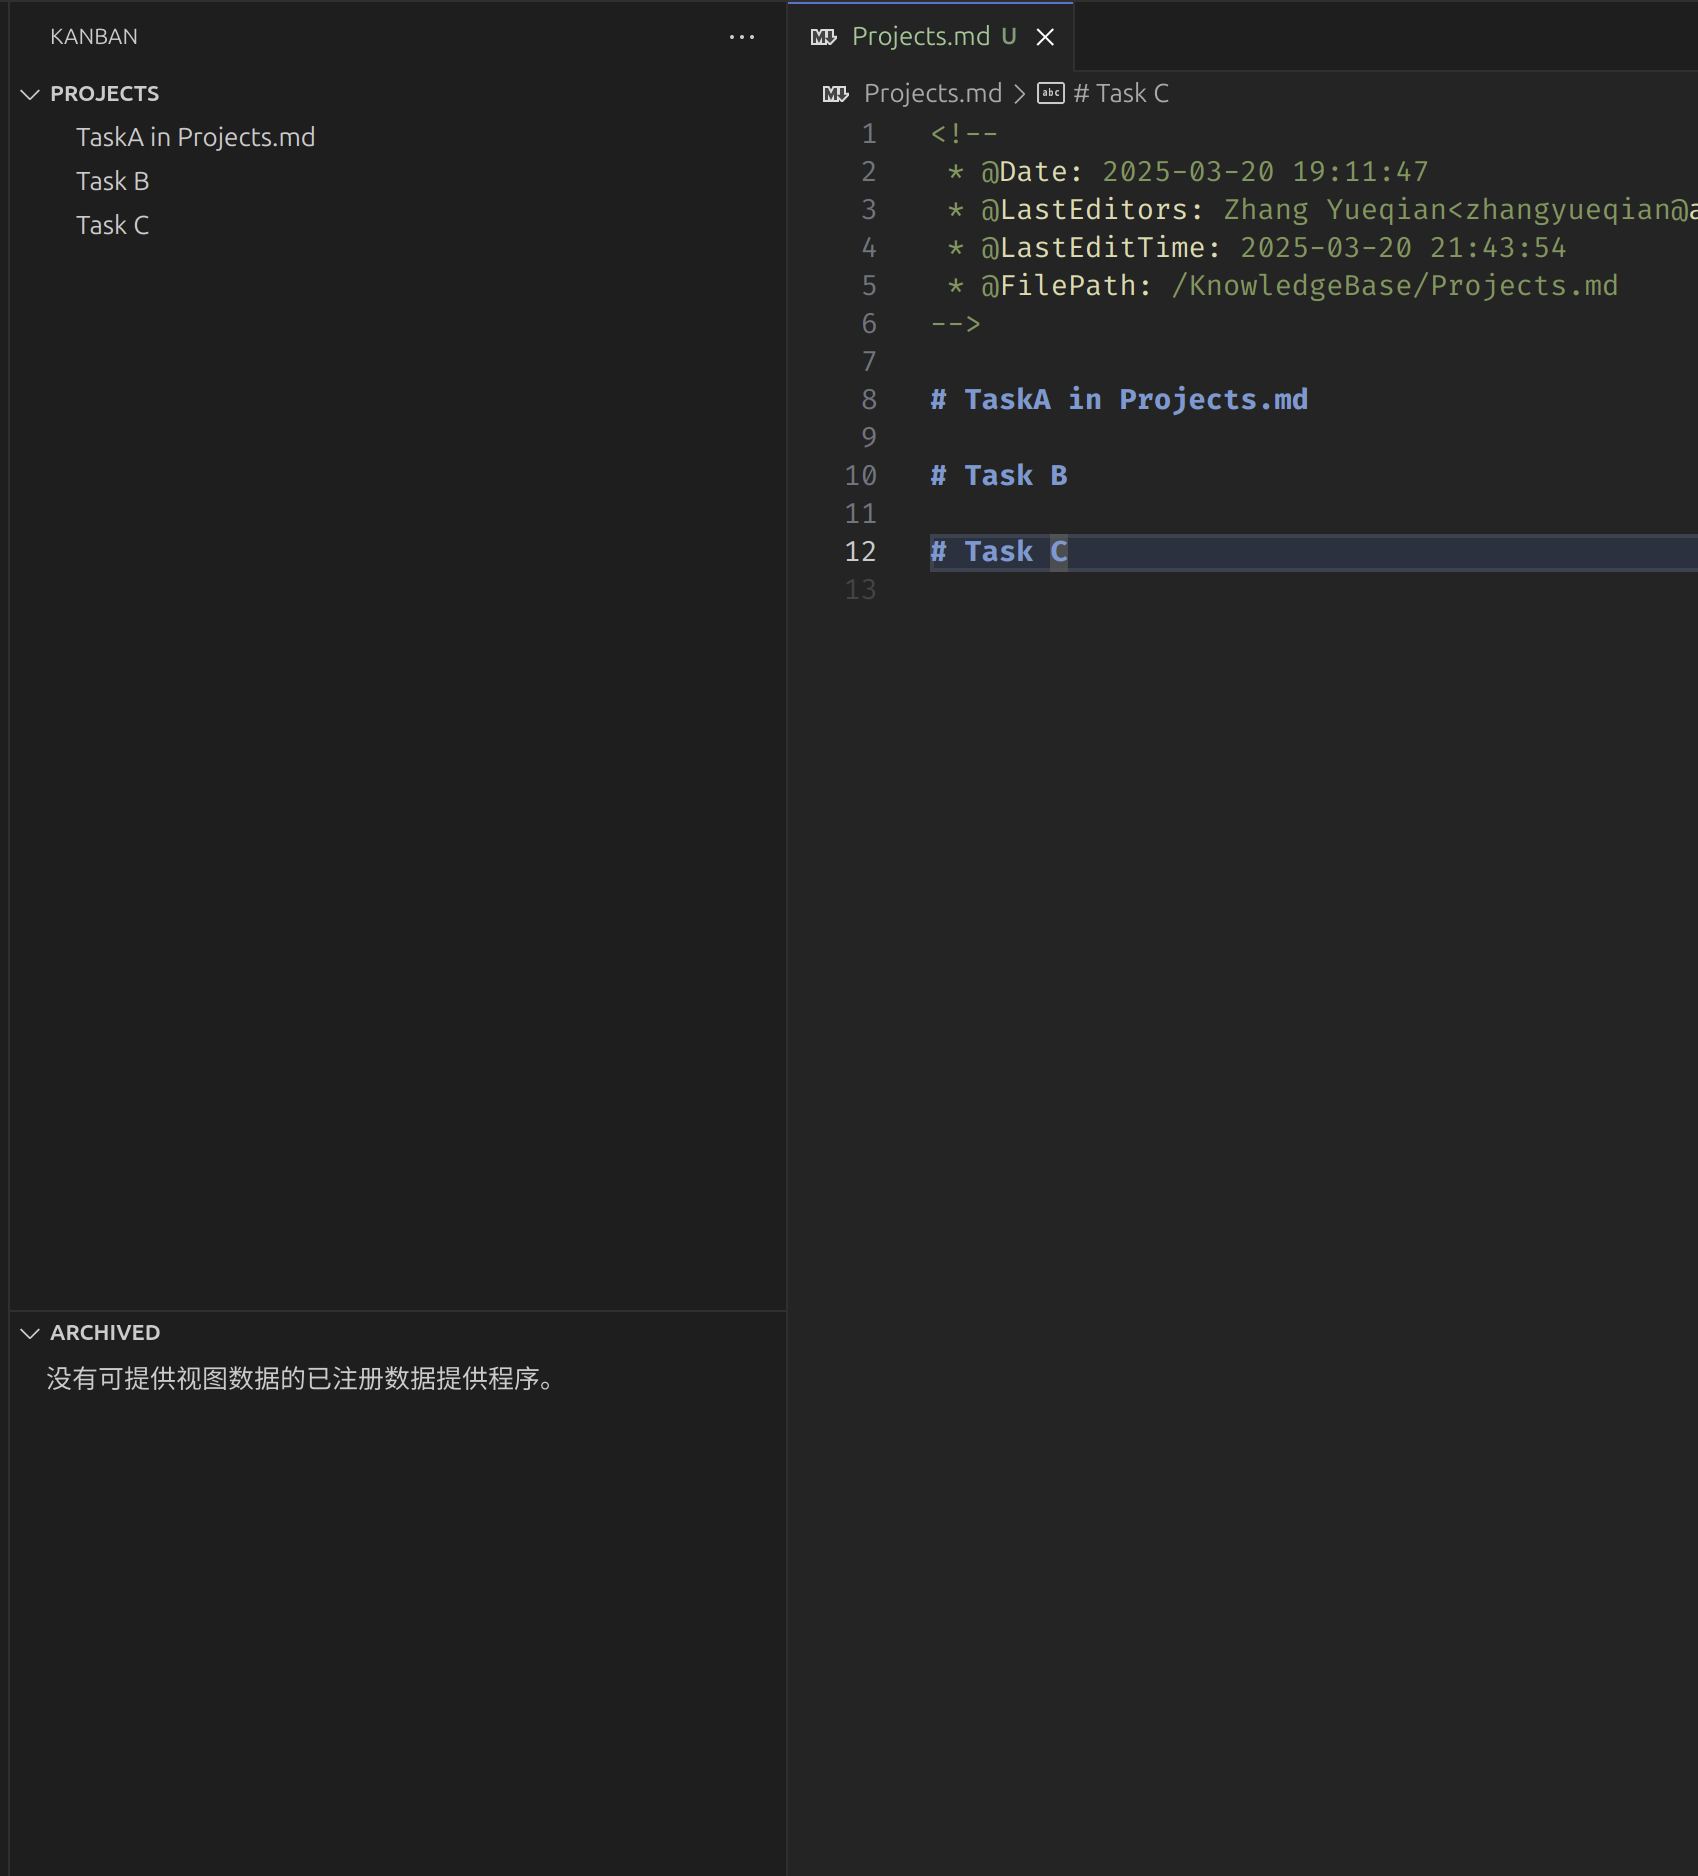 KANBAN
PROJECTS
TaskA in Projects.md
Task B
Task C
ARCHIVED
没有可提供视图数据的已注册数据提供程序。
Projects.md U
Projects.md > # Task C
1 <!--
2 * @Date: 2025-03-20 19:11:47
3 * @LastEditors: Zhang Yueqian<zhangyueqian@a
4 * @LastEditTime: 2025-03-20 21:43:54
5 * @FilePath: /KnowledgeBase/Projects.md
6 -->
7
8 # TaskA in Projects.md
9
10 # Task B
11
12 # Task C
13